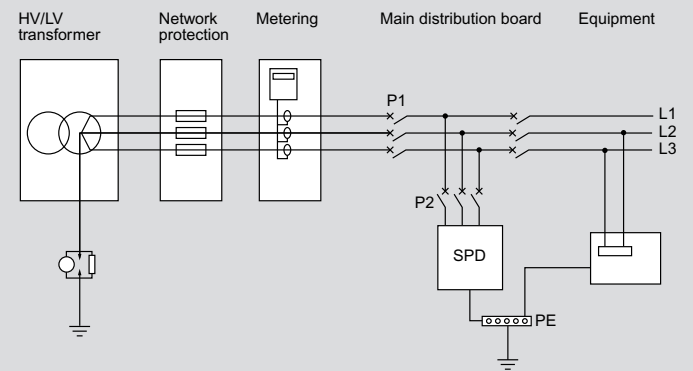 HV/LV
transformer
Network
protection
Metering
Main distribution board
Equipment
P1
L1
L2
L3
P2
SPD
PE